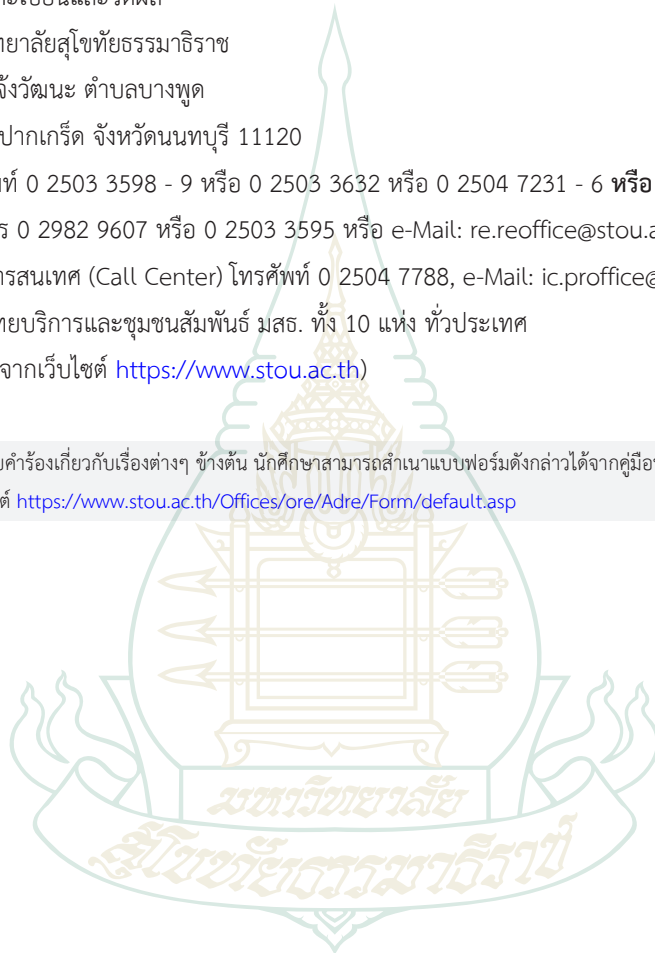 ทะเบียนและวัดผล
ทยาลัยสุโขทัยธรรมาธิราช
จ้งวัฒนะ ตำบลบางพูด
ปากเกร็ด จังหวัดนนทบุรี 11120
พท์ 0 2503 3598 - 9 หรือ 0 2503 3632 หรือ 0 2504 7231 - 6 หรือ
ร 0 2982 9607 หรือ 0 2503 3595 หรือ e-Mail: re.reoffice@stou.a
ารสนเทศ (Call Center) โทรศัพท์ 0 2504 7788, e-Mail: ic.proffice@
ทยบริการและชุมชนสัมพันธ์ มสธ. ทั้ง 10 แห่ง ทั่วประเทศ
จากเว็บไซต์ https://www.stou.ac.th)
บคำร้องเกี่ยวกับเรื่องต่างๆ ข้างต้น นักศึกษาสามารถสำเนาแบบฟอร์มดังกล่าวได้จากคู่มือ
ต์ https://www.stou.ac.th/Offices/ore/Adre/Form/default.asp
มหาวิทยาลัย
สุโขทัยธรรมาธิราช